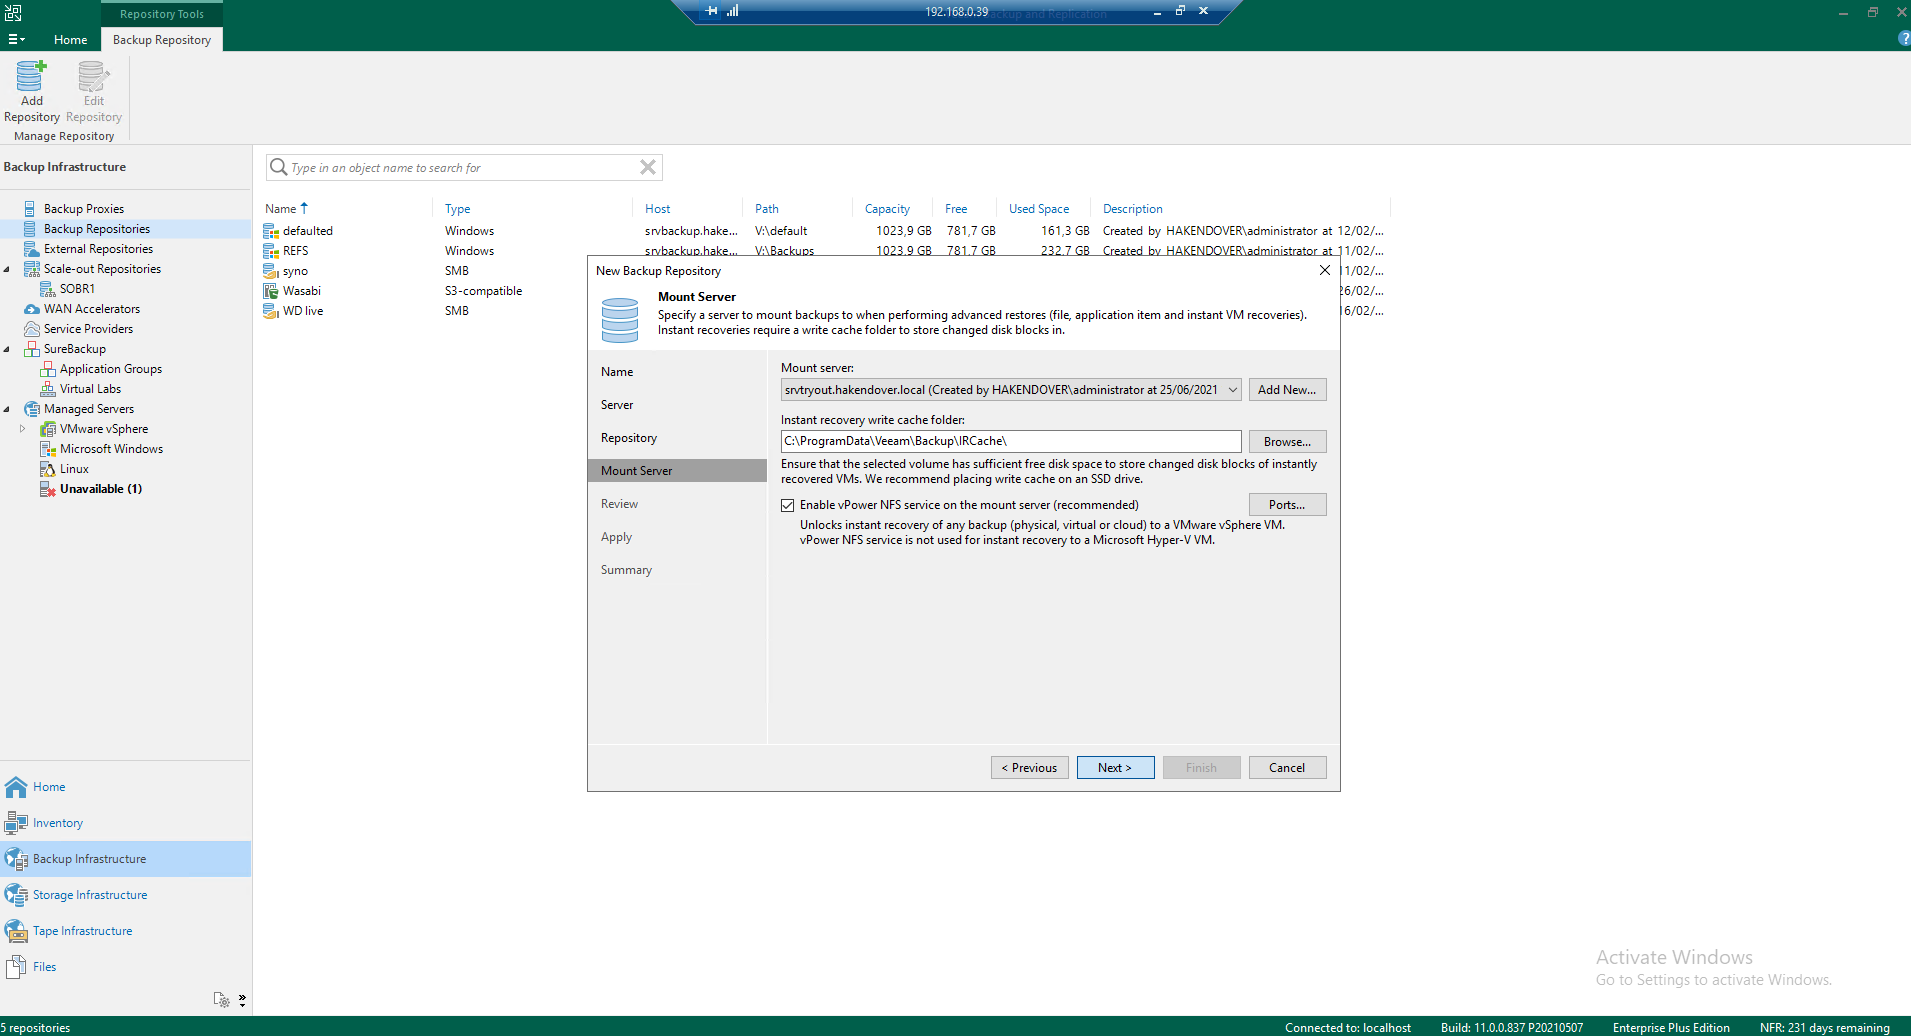 Repository Tools
192.168.0.39
Backup and Replication
Home
Backup Repository
Add Repository
Edit Repository
Manage Repository
Backup Infrastructure
Type in an object name to search for
Backup Proxies
Backup Repositories
External Repositories
Scale-out Repositories
SOBR1
WAN Accelerators
Service Providers
SureBackup
Application Groups
Virtual Labs
Managed Servers
VMware vSphere
Microsoft Windows
Linux
Unavailable (1)
Name Type Host Path Capacity Free Used Space Description
defaulted Windows srvbackup.hake... V:\default 1023,9 GB 781,7 GB 161,3 GB Created by HAKENDOVER\administrator at 12/02/...
REFS Windows srvbackup.hake... V:\Backups 1023,9 GB 781,7 GB 232,7 GB Created by HAKENDOVER\administrator at 11/02/...
syno SMB 11/02/...
Wasabi S3-compatible 26/02/...
WD live SMB 16/02/...
New Backup Repository
Mount Server
Specify a server to mount backups to when performing advanced restores (file, application item and instant VM recoveries).
Instant recoveries require a write cache folder to store changed disk blocks in.
Name
Server
Repository
Mount Server
Review
Apply
Summary
Mount server:
srvtryout.hakendover.local (Created by HAKENDOVER\administrator at 25/06/2021
Add New...
Instant recovery write cache folder:
C:\ProgramData\Veeam\Backup\IRCache\
Browse...
Ensure that the selected volume has sufficient free disk space to store changed disk blocks of instantly
recovered VMs. We recommend placing write cache on an SSD drive.
Enable vPower NFS service on the mount server (recommended)
Ports...
Unlocks instant recovery of any backup (physical, virtual or cloud) to a VMware vSphere VM.
vPower NFS service is not used for instant recovery to a Microsoft Hyper-V VM.
< Previous
Next >
Finish
Cancel
Home
Inventory
Backup Infrastructure
Storage Infrastructure
Tape Infrastructure
Files
Activate Windows
Go to Settings to activate Windows.
5 repositories
Connected to: localhost
Build: 11.0.0.837 P20210507
Enterprise Plus Edition
NFR: 231 days remaining